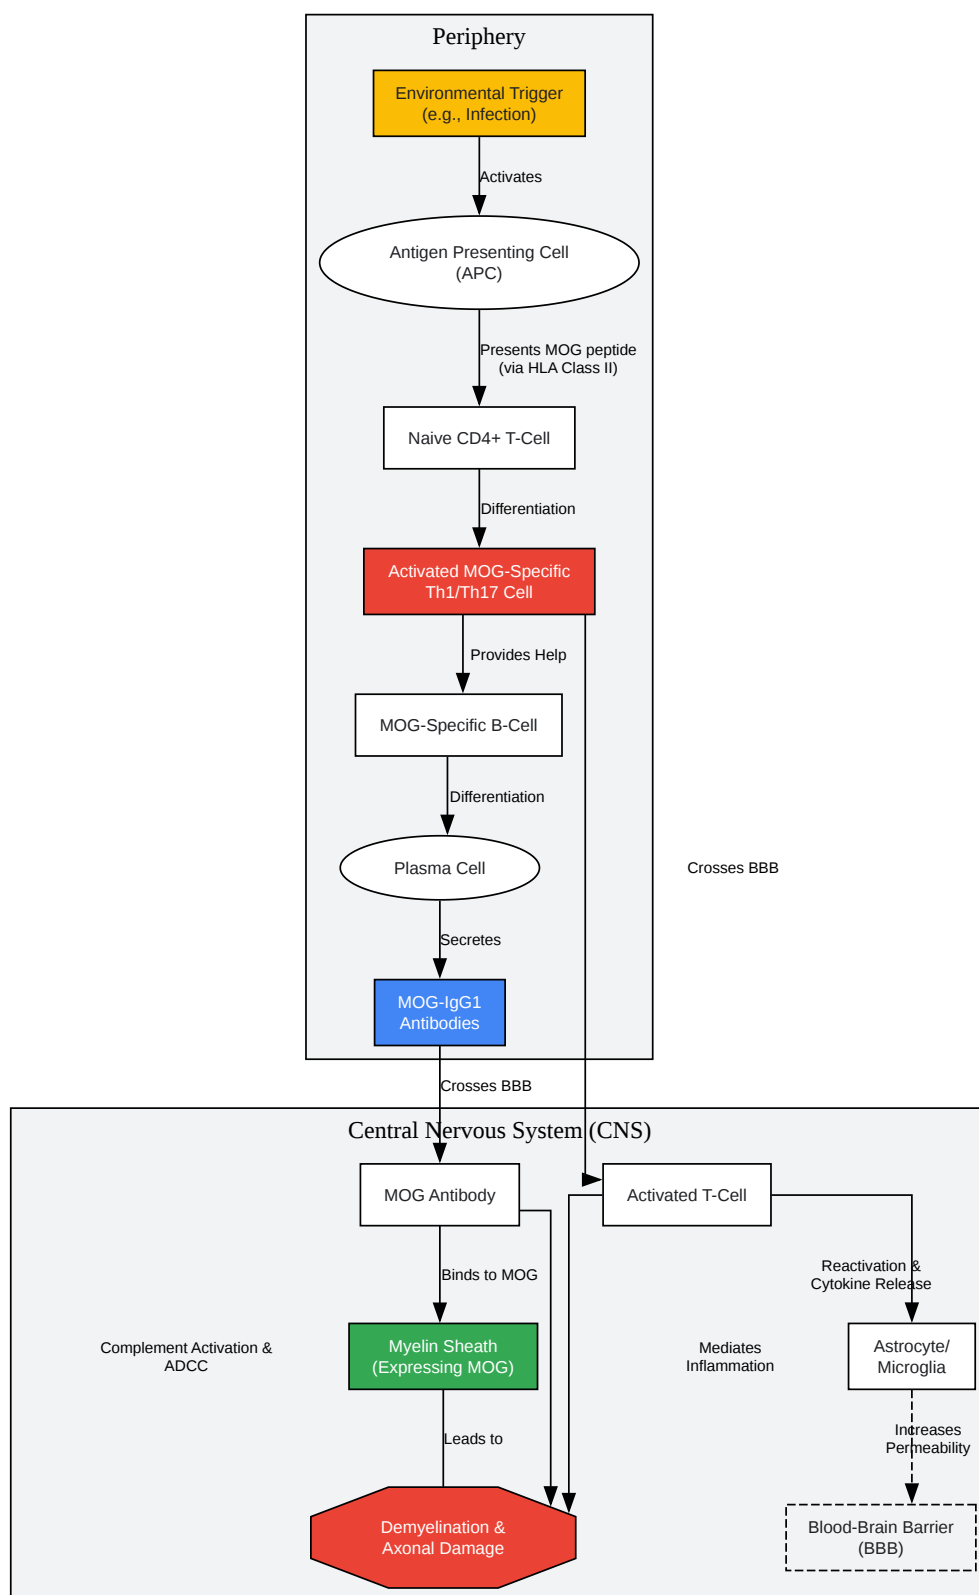 Periphery
Environmental Trigger
(e.g., Infection)
Activates
Antigen Presenting Cell
(APC)
Presents MOG peptide
(via HLA Class II)
Naive CD4+ T-Cell
Differentiation
Activated MOG-Specific
Th1/Th17 Cell
Provides Help
MOG-Specific B-Cell
Differentiation
Plasma Cell
Crosses BBB
Secretes
MOG-IgG1
Antibodies
Crosses BBB
Central Nervous System (CNS)
MOG Antibody
Activated T-Cell
Binds to MOG
Reactivation &
Cytokine Release
Complement Activation &
ADCC
Myelin Sheath
(Expressing MOG)
Mediates
Inflammation
Astrocyte/
Microglia
Leads to
Increases
Permeability
Demyelination &
Axonal Damage
Blood-Brain Barrier
(BBB)